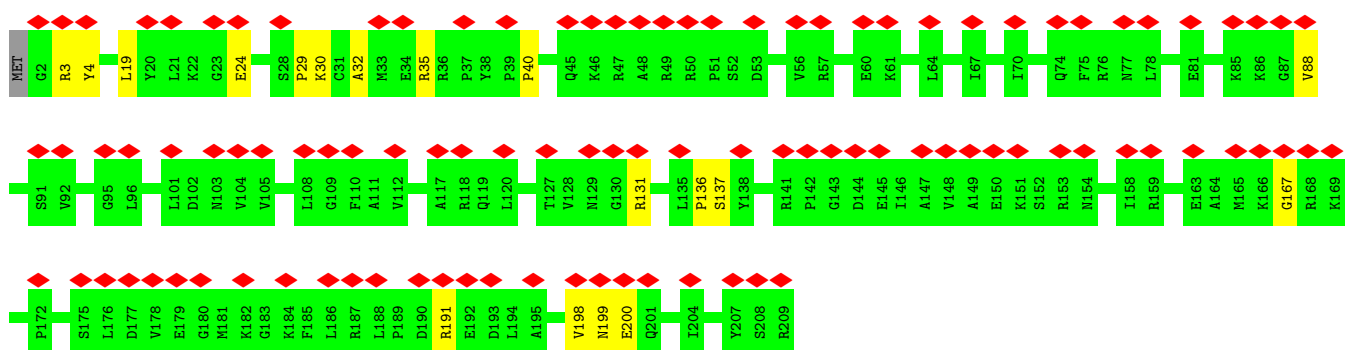 MET G2 R3 Y4 L19 Y20 L21 K22 G23 E24 S28 P29 K30 C31 A32 M33 E34 R35 R36 P37 Y38 P39 P40 Q45 K46 R47 A48 R49 R50 P51 S52 D53 V56 R57 E60 K61 L64 I67 I70 Q74 F75 R76 N77 L78 E81 K85 K86 G87 V88
S91 V92 G95 L96 L101 D102 N103 V104 V105 L108 G109 F110 A111 V112 A117 R118 Q119 L120 T127 V128 N129 G130 R131 L135 P136 S137 Y138 R141 P142 G143 D144 E145 I146 A147 V148 A149 E150 K151 S152 R153 N154 I158 R159 E163 A164 M165 K166 G167 R168 K169
P172 S175 L176 D177 V178 E179 G180 M181 K182 G183 K184 F185 L186 R187 L188 P189 D190 R191 E192 D193 L194 A195 V198 N199 E200 Q201 I204 Y207 S208 R209